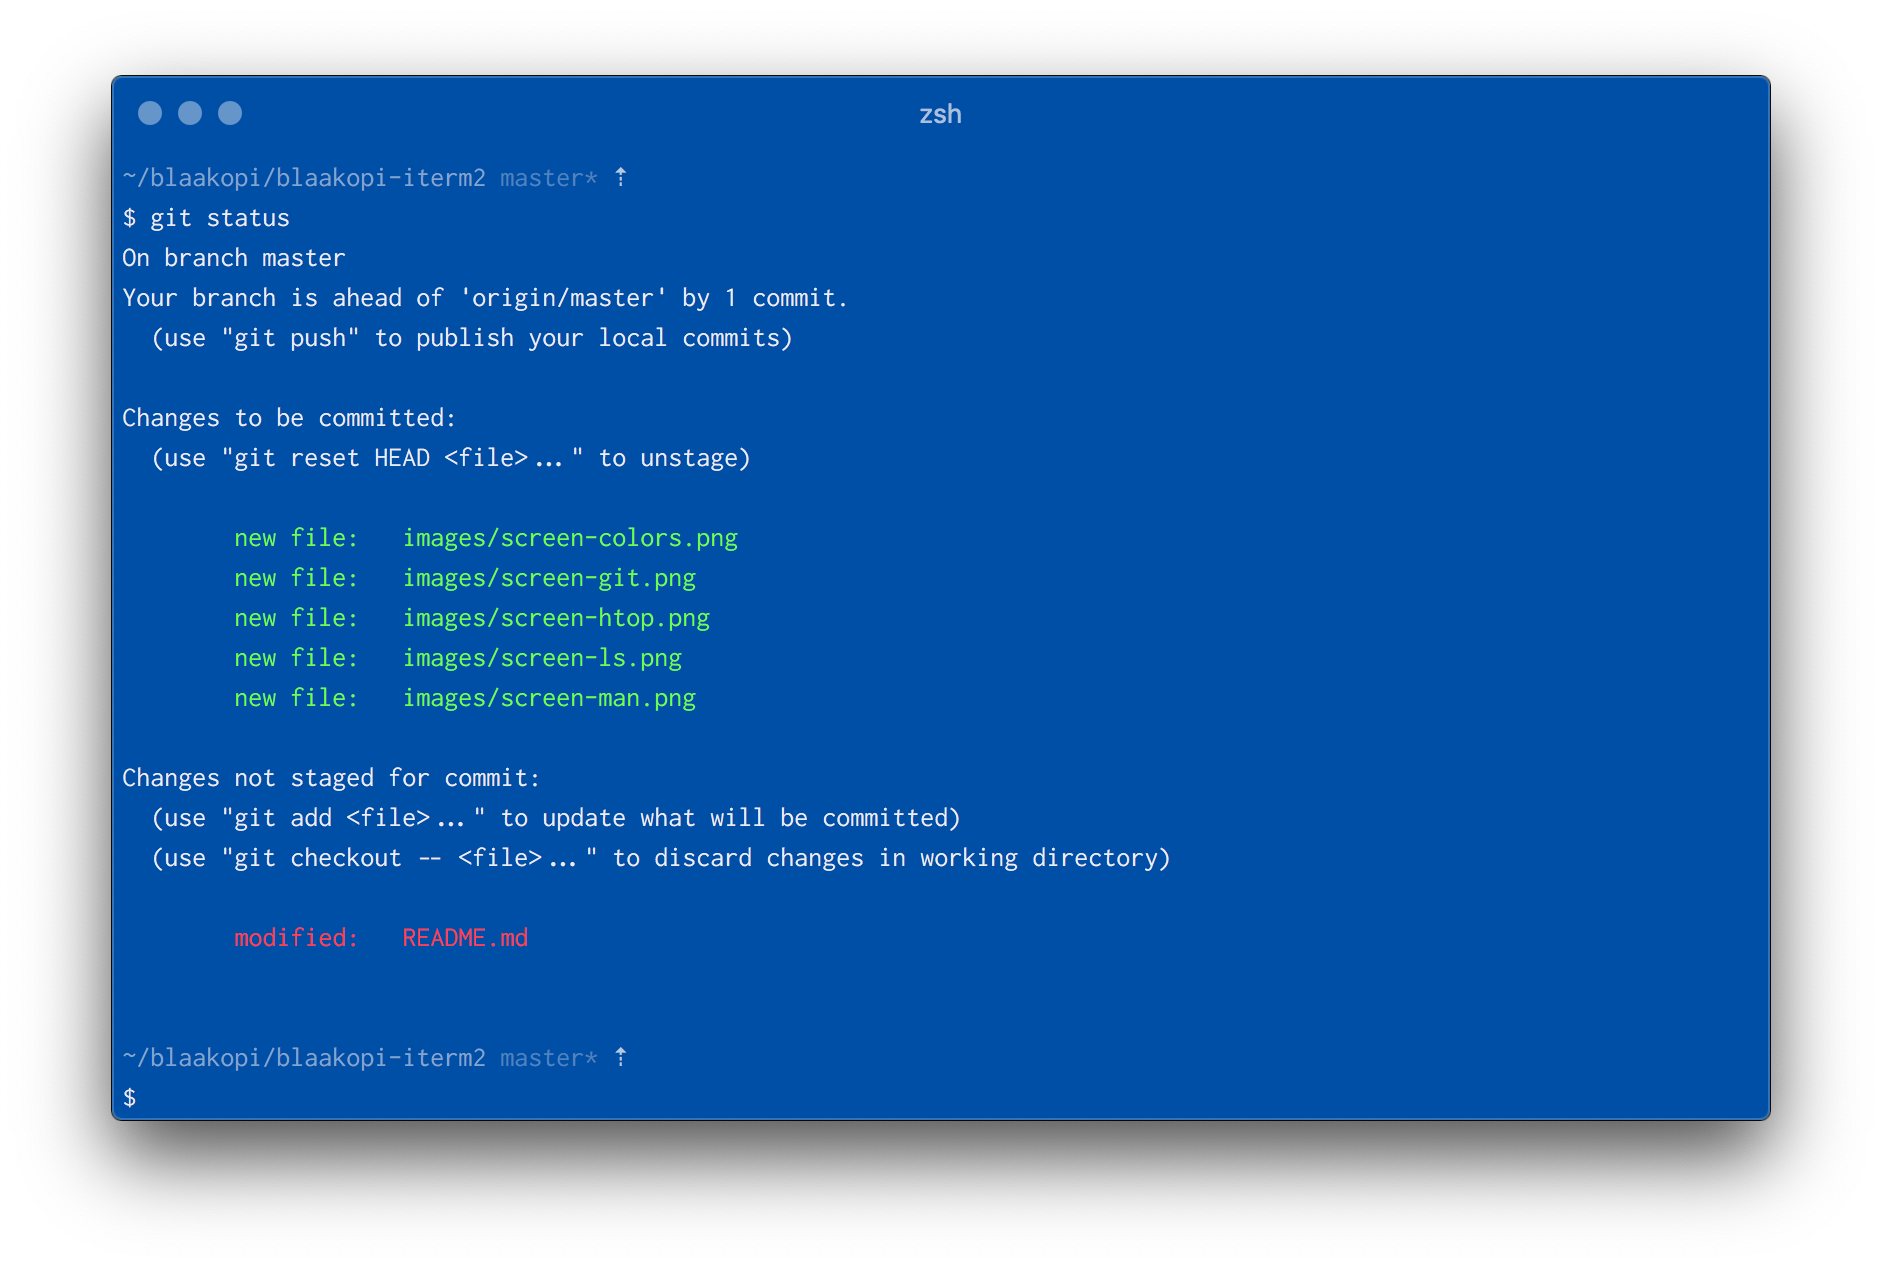 zsh
~/blaakopi/blaakopi-iterm2 master* ⇡
$ git status
On branch master
Your branch is ahead of 'origin/master' by 1 commit.
  (use "git push" to publish your local commits)

Changes to be committed:
  (use "git reset HEAD <file>..." to unstage)

        new file:   images/screen-colors.png
        new file:   images/screen-git.png
        new file:   images/screen-htop.png
        new file:   images/screen-ls.png
        new file:   images/screen-man.png

Changes not staged for commit:
  (use "git add <file>..." to update what will be committed)
  (use "git checkout -- <file>..." to discard changes in working directory)

        modified:   README.md

~/blaakopi/blaakopi-iterm2 master* ⇡
$